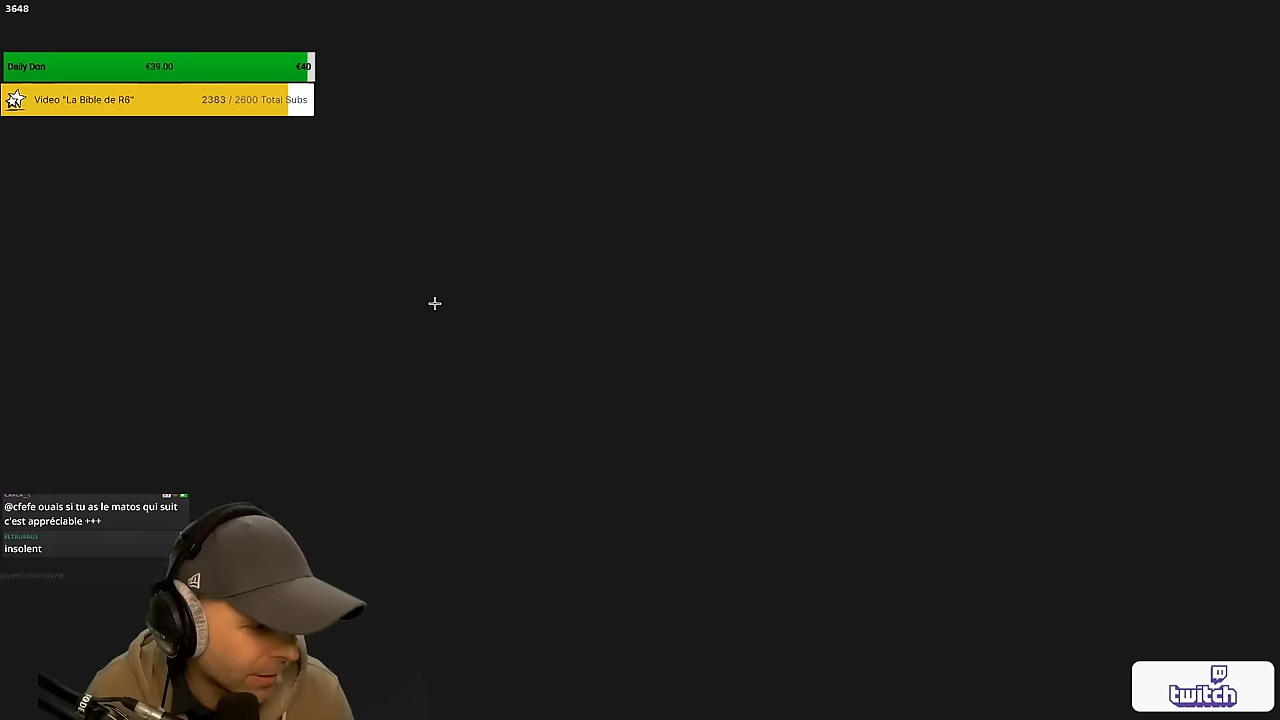 3648
Daily Don €39.00 €40
Video "La Bible de R6" 2383 / 2600 Total Subs
@cfefe ouais si tu as le matos qui suit
c'est appréciable +++
ELTAURAUS
insolent
twitch